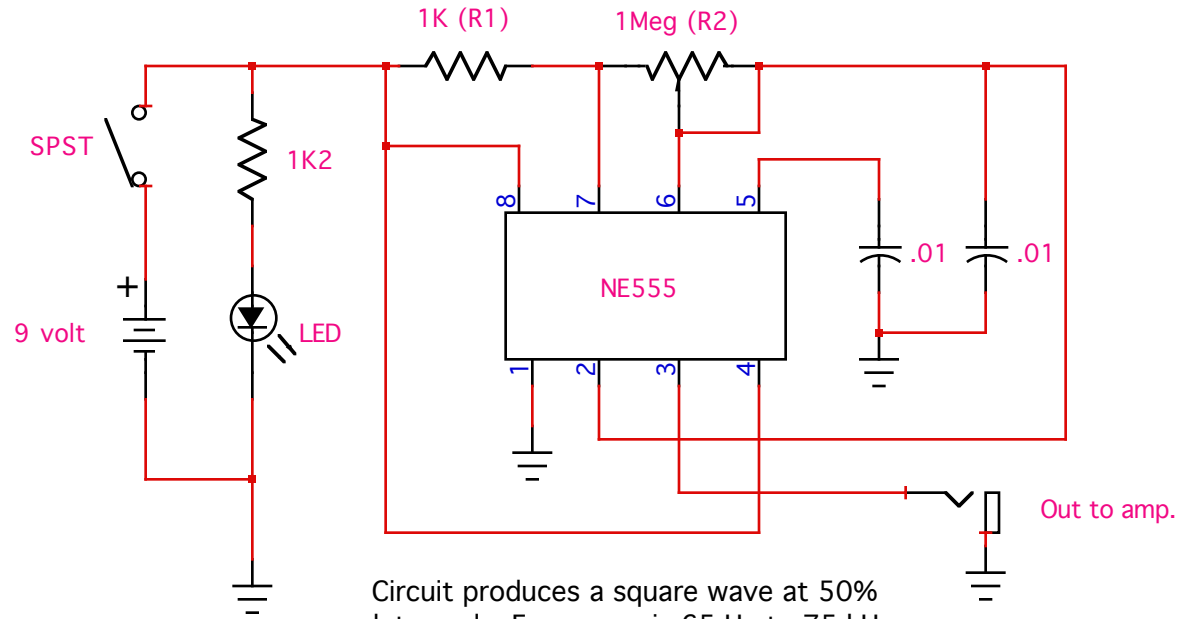 1K (R1)
1Meg (R2)
SPST
1K2
8
7
6
5
NE555
.01
.01
+
9 volt
LED
1
2
3
4
Out to amp.
Circuit produces a square wave at 50%